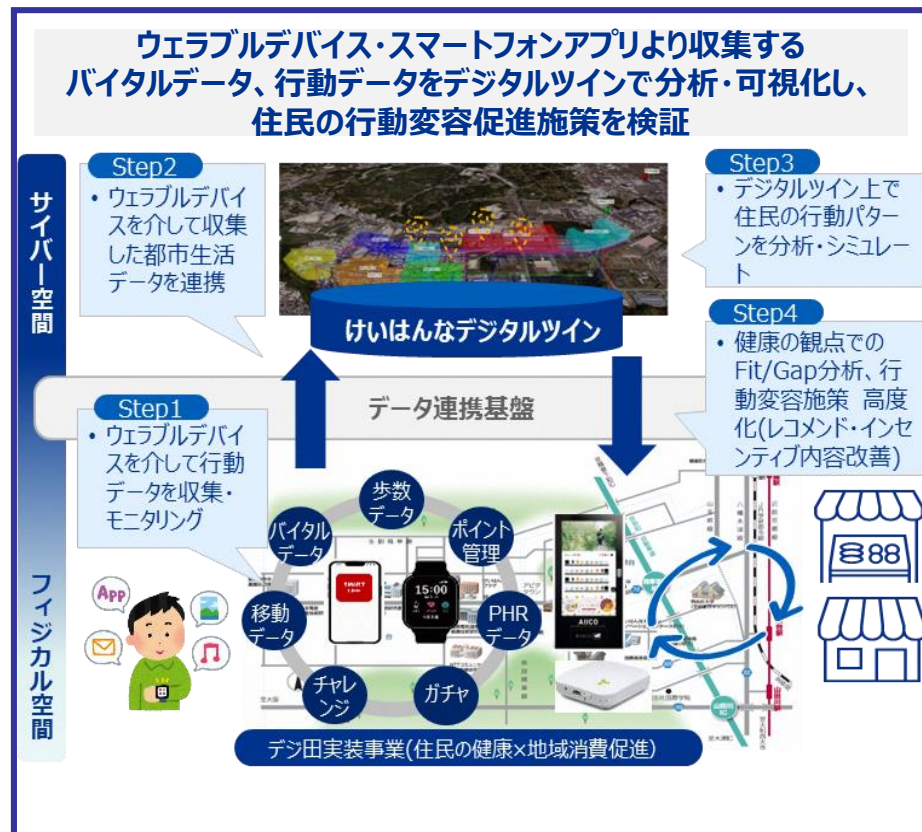 ウェラブルデバイス・スマートフォンアプリより収集する
バイタルデータ、行動データをデジタルツインで分析・可視化し、
住民の行動変容促進施策を検証
サイバー空間
Step2
• ウェラブルデバイ
スを介して収集
した都市生活
データを連携
Step3
• デジタルツイン上で
住民の行動パター
ンを分析・シミュレー
ト
けいはんなデジタルツイン
Step4
• 健康の観点での
Fit/Gap分析、行
動変容施策 高度
化(レコメンド・インセ
ンティブ内容改善)
データ連携基盤
フィジカル空間
Step1
• ウェラブルデバイ
スを介して行動
データを収集・
モニタリング
歩数
データ
バイタル
データ
ポイント
管理
移動
データ
PHR
データ
チャレ
ンジ
ガチャ
App
SMART
15:00
AIICO
88
デジ田実装事業(住民の健康×地域消費促進)